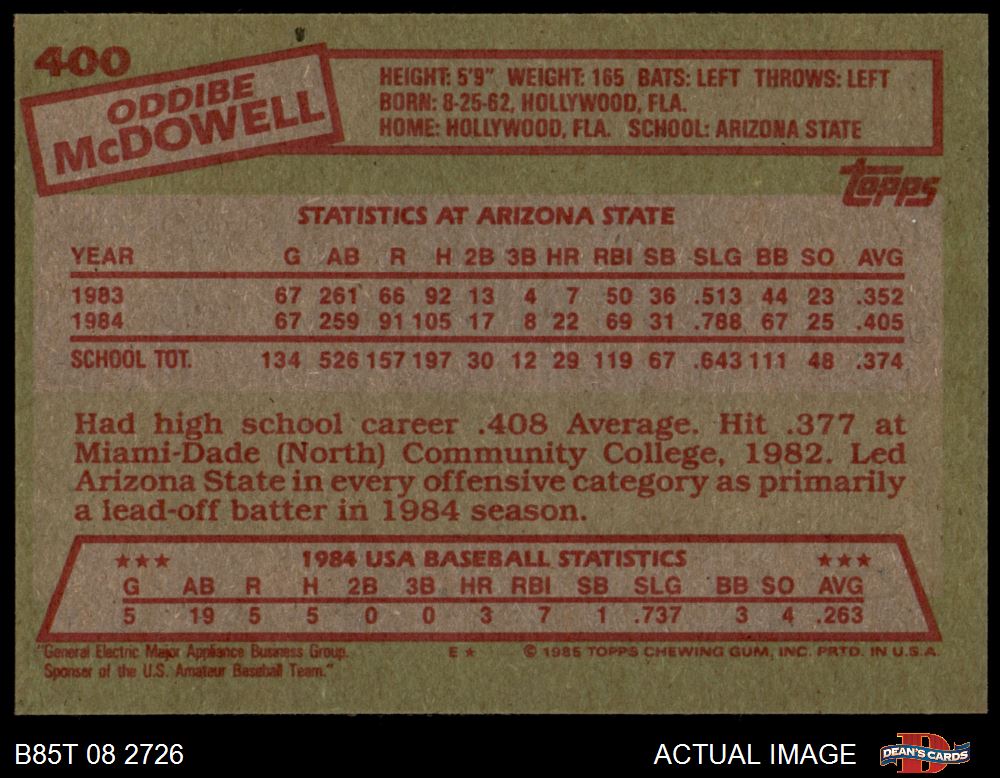 400
ODDIBE
McDOWELL
HEIGHT: 5'9" WEIGHT: 165 BATS: LEFT THROWS: LEFT
BORN: 8-25-62, HOLLYWOOD, FLA.
HOME: HOLLYWOOD, FLA. SCHOOL: ARIZONA STATE
topps
STATISTICS AT ARIZONA STATE
YEAR G AB R H 2B 3B HR RBI SB SLG BB SO AVG
1983 67 261 66 92 13 4 7 50 36 .513 44 23 .352
1984 67 259 91 105 17 8 22 69 31 .788 67 25 .405
SCHOOL TOT. 134 526 157 197 30 12 29 119 67 .643 111 48 .374
Had high school career .408 Average. Hit .377 at
Miami-Dade (North) Community College, 1982. Led
Arizona State in every offensive category as primarily
a lead-off batter in 1984 season.
★★★ 1984 USA BASEBALL STATISTICS ★★★
G AB R H 2B 3B HR RBI SB SLG BB SO AVG
5 19 5 5 0 0 3 7 1 .737 3 4 .263
"General Electric Major Appliance Business Group.
Sponsor of the U.S. Amateur Baseball Team."
E ★ © 1985 TOPPS CHEWING GUM, INC. PRTD. IN U.S.A.
B85T 08 2726 ACTUAL IMAGE DEAN'S CARDS